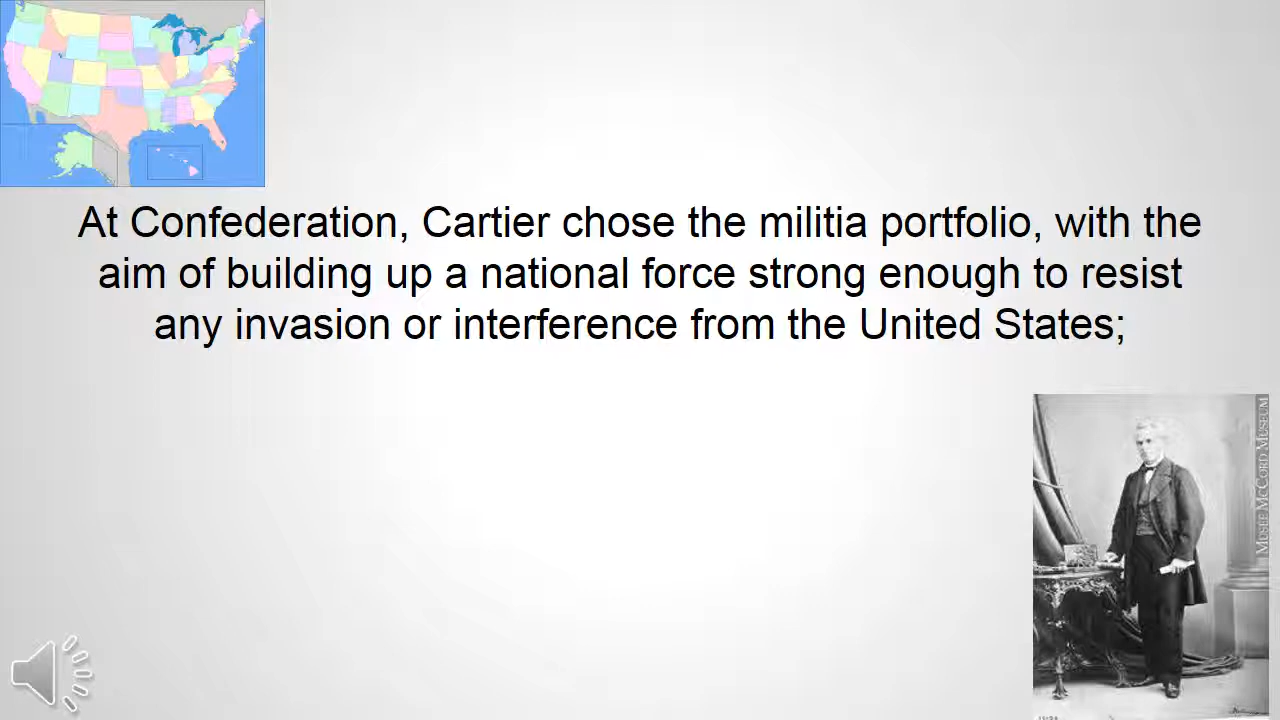 At Confederation, Cartier chose the militia portfolio, with the
aim of building up a national force strong enough to resist
any invasion or interference from the United States;
MUSÉE MCCORD MUSEUM